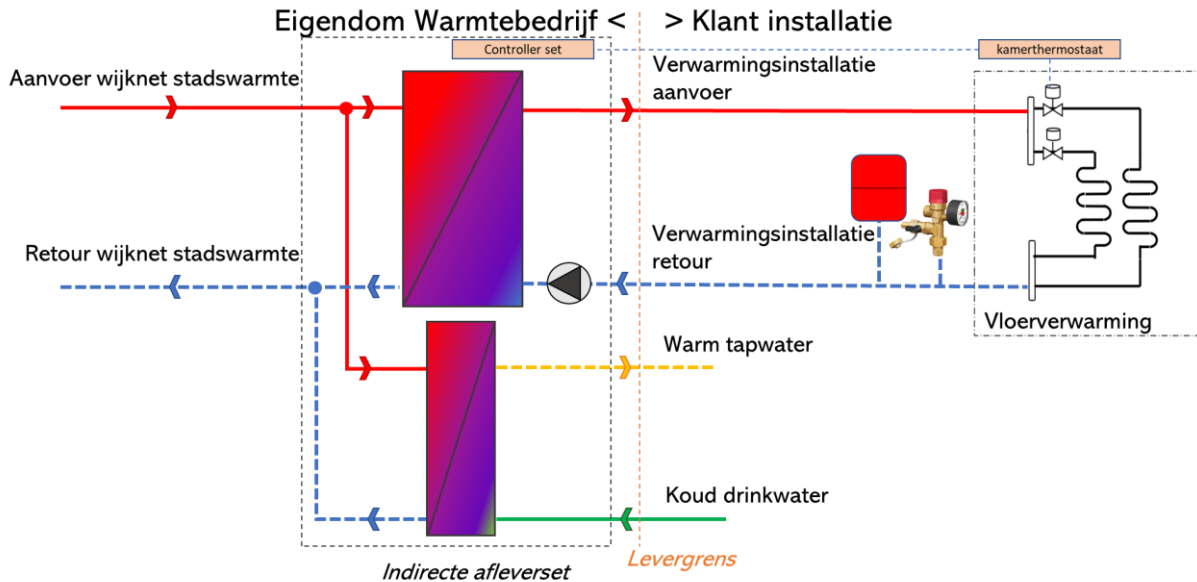 Eigendom Warmtebedrijf < > Klant installatie
Controller set
kamerthermostaat
Aanvoer wijknet stadswarmte
Verwarmingsinstallatie
aanvoer
Retour wijknet stadswarmte
Verwarmingsinstallatie
retour
Vloerverwarming
Warm tapwater
Koud drinkwater
Levergrens
Indirecte afleverset